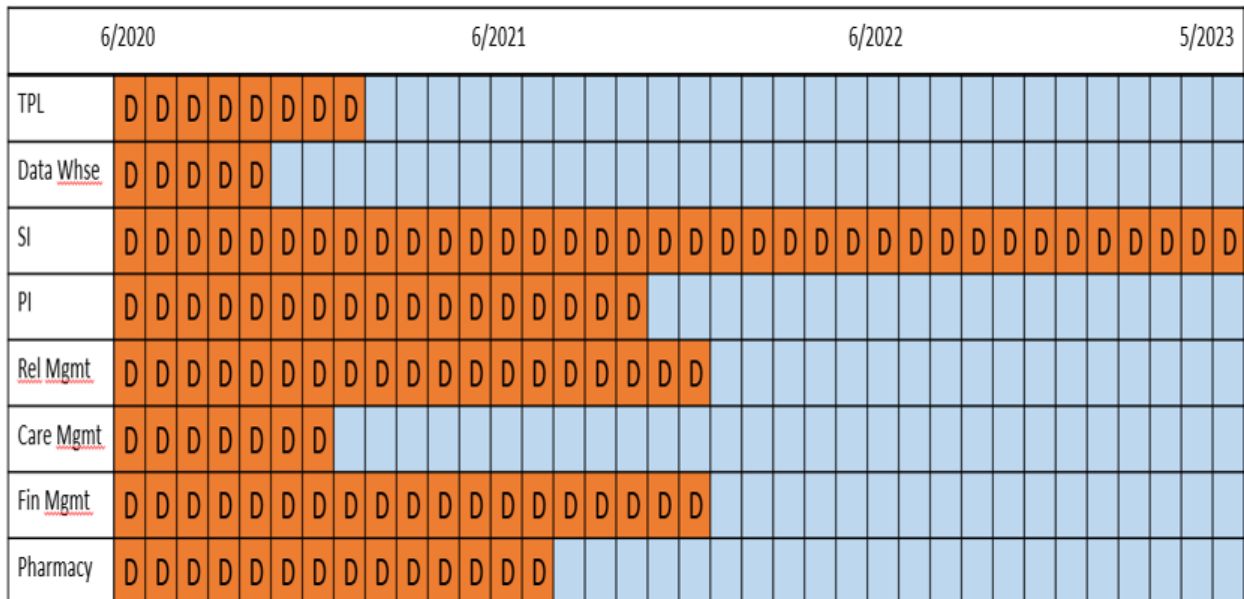 6/2020 6/2021 6/2022 5/2023
TPL D D D D D D D D
Data Whse D D D D D
SI D D D D D D D D D D D D D D D D D D D D D D D D D D D D D D D D D D D D
PI D D D D D D D D D D D D D D D D D
Rel Mgmt D D D D D D D D D D D D D D D D D D D
Care Mgmt D D D D D D D
Fin Mgmt D D D D D D D D D D D D D D D D D D D
Pharmacy D D D D D D D D D D D D D D